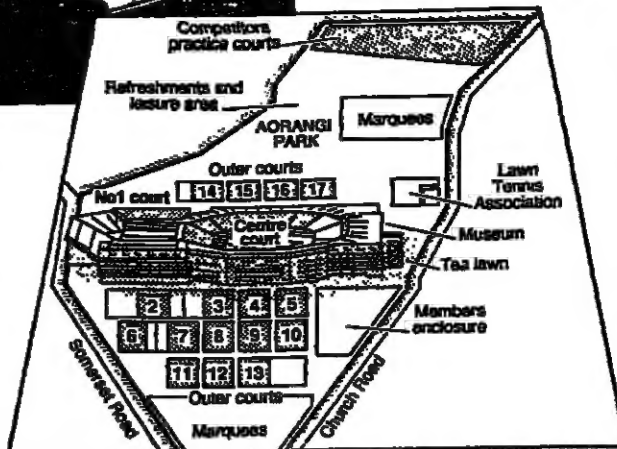 Competitors
practice courts
Refreshments and
leisure area
AORANGI
PARK
Marquees
Outer courts
Lawn
Tennis
Association
No1 court
14 15 16 17
Centre
court
Museum
Tea lawn
2 3 4 5
Members
enclosure
6 7 8 9 10
11 12 13
Somerset Road
Church Road
Outer courts
Marquees